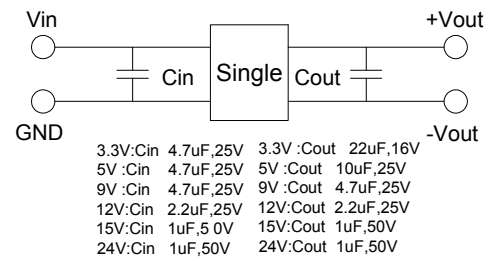 Vin +Vout
Cin Single Cout
GND -Vout
3.3V:Cin 4.7uF,25V 3.3V :Cout 22uF,16V
5V :Cin 4.7uF,25V 5V :Cout 10uF,25V
9V :Cin 4.7uF,25V 9V :Cout 4.7uF,25V
12V:Cin 2.2uF,25V 12V:Cout 2.2uF,25V
15V:Cin 1uF,5 0V 15V:Cout 1uF,50V
24V:Cin 1uF,50V 24V:Cout 1uF,50V